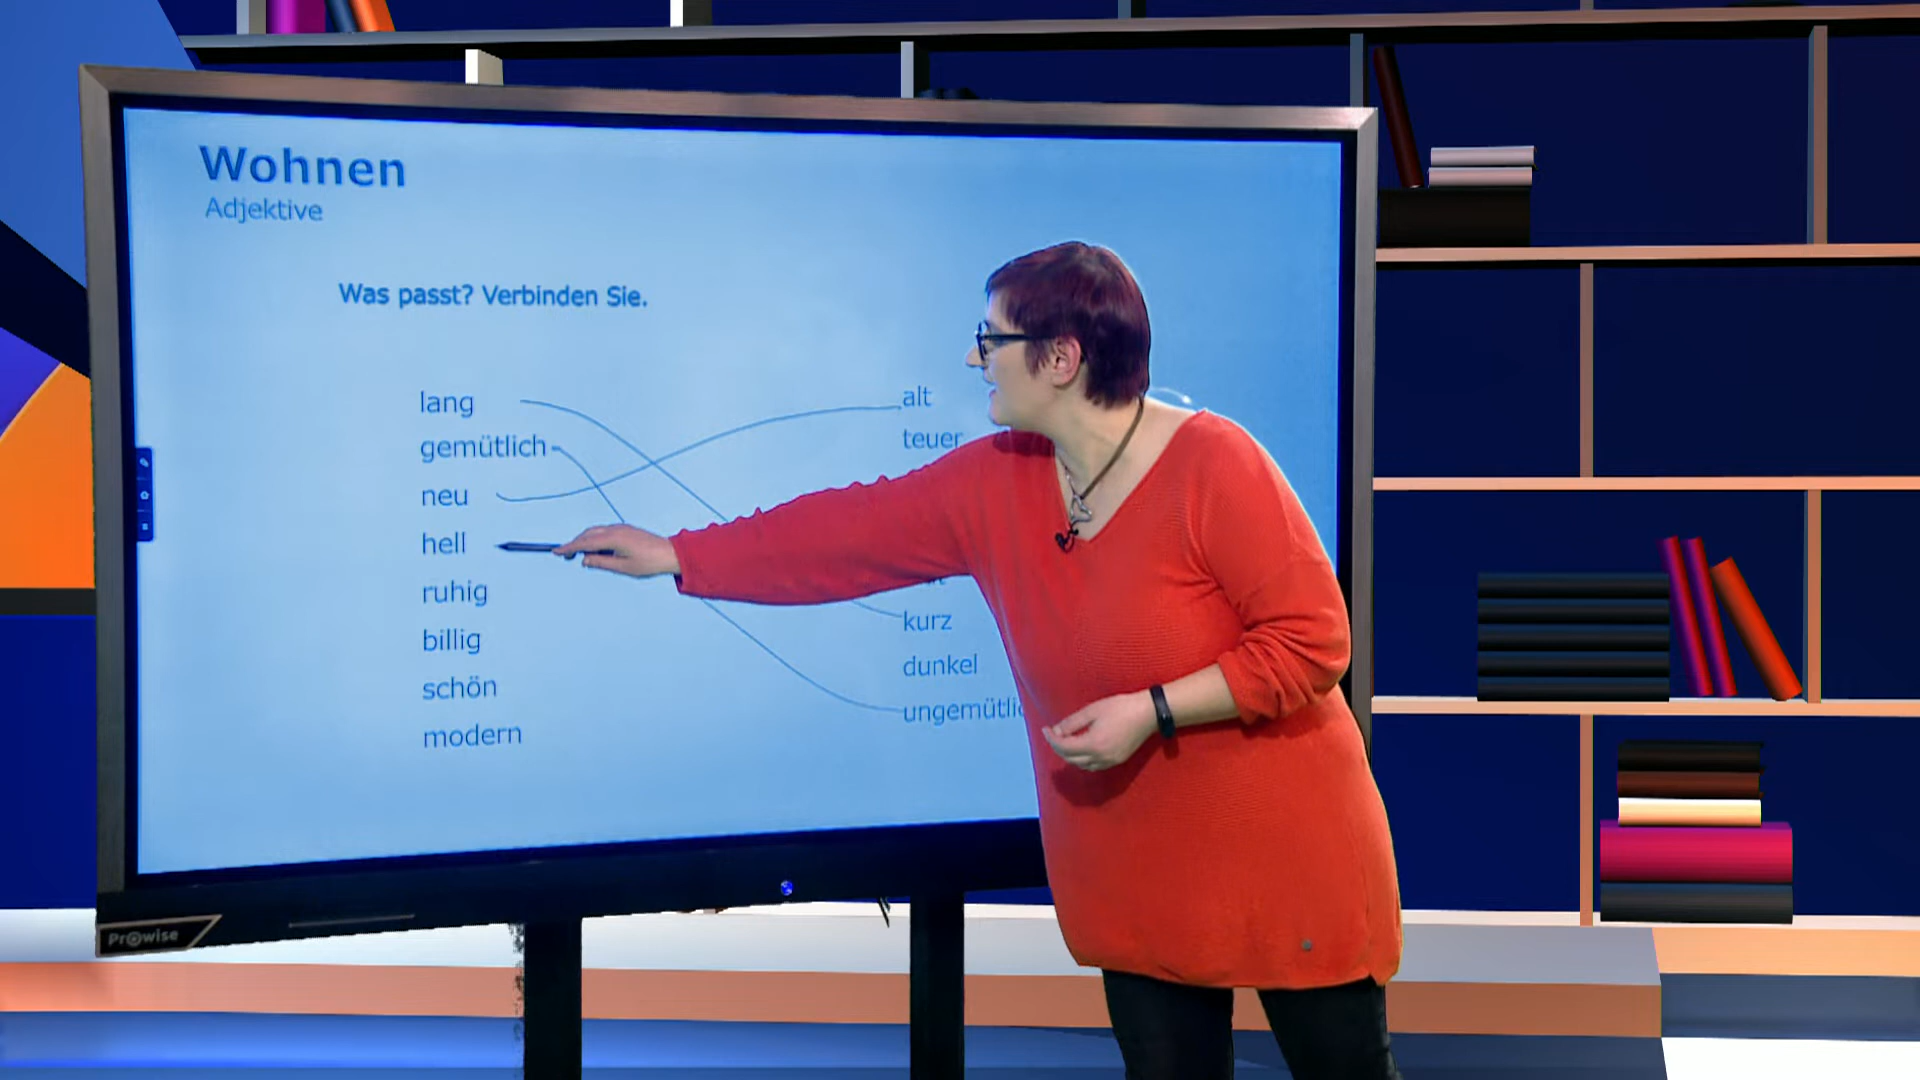 Wohnen
Adjektive
Was passt? Verbinden Sie.
lang
gemütlich
neu
hell
ruhig
billig
schön
modern
alt
teuer
kurz
dunkel
Prowise